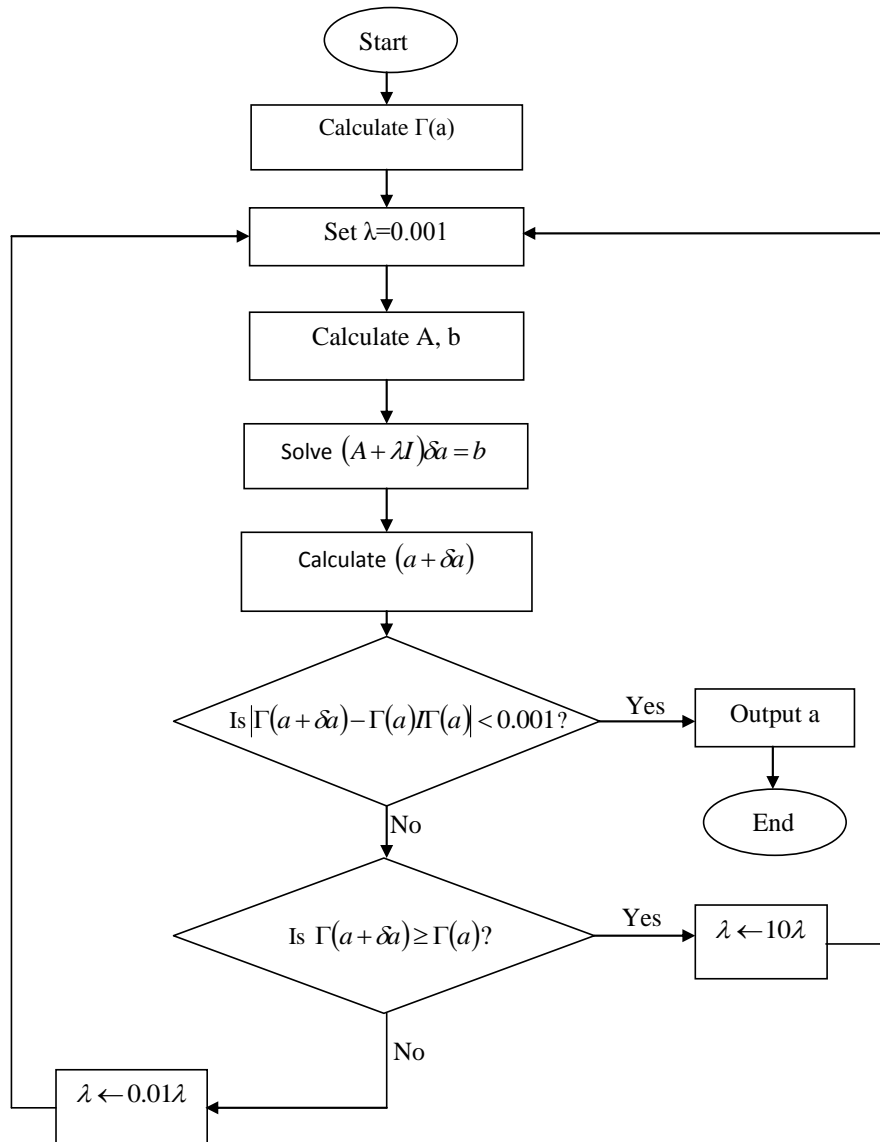 Start
Calculate Γ(a)
Set λ=0.001
Calculate A, b
Solve (A + λI)δa = b
Calculate (a + δa)
Is |Γ(a + δa) − Γ(a)IΓ(a)| < 0.001?
Yes
Output a
End
No
Is Γ(a + δa) ≥ Γ(a)?
Yes
λ ← 10λ
No
λ ← 0.01λ